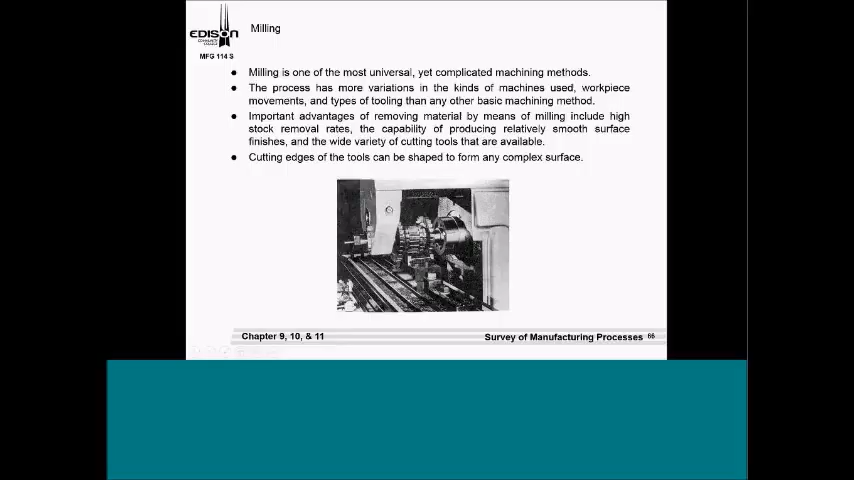 EDISON
COMMUNITY
COLLEGE
MFG 114 S
Milling
● Milling is one of the most universal, yet complicated machining methods.
● The process has more variations in the kinds of machines used, workpiece
movements, and types of tooling than any other basic machining method.
● Important advantages of removing material by means of milling include high
stock removal rates, the capability of producing relatively smooth surface
finishes, and the wide variety of cutting tools that are available.
● Cutting edges of the tools can be shaped to form any complex surface.
Chapter 9, 10, & 11
Survey of Manufacturing Processes 66